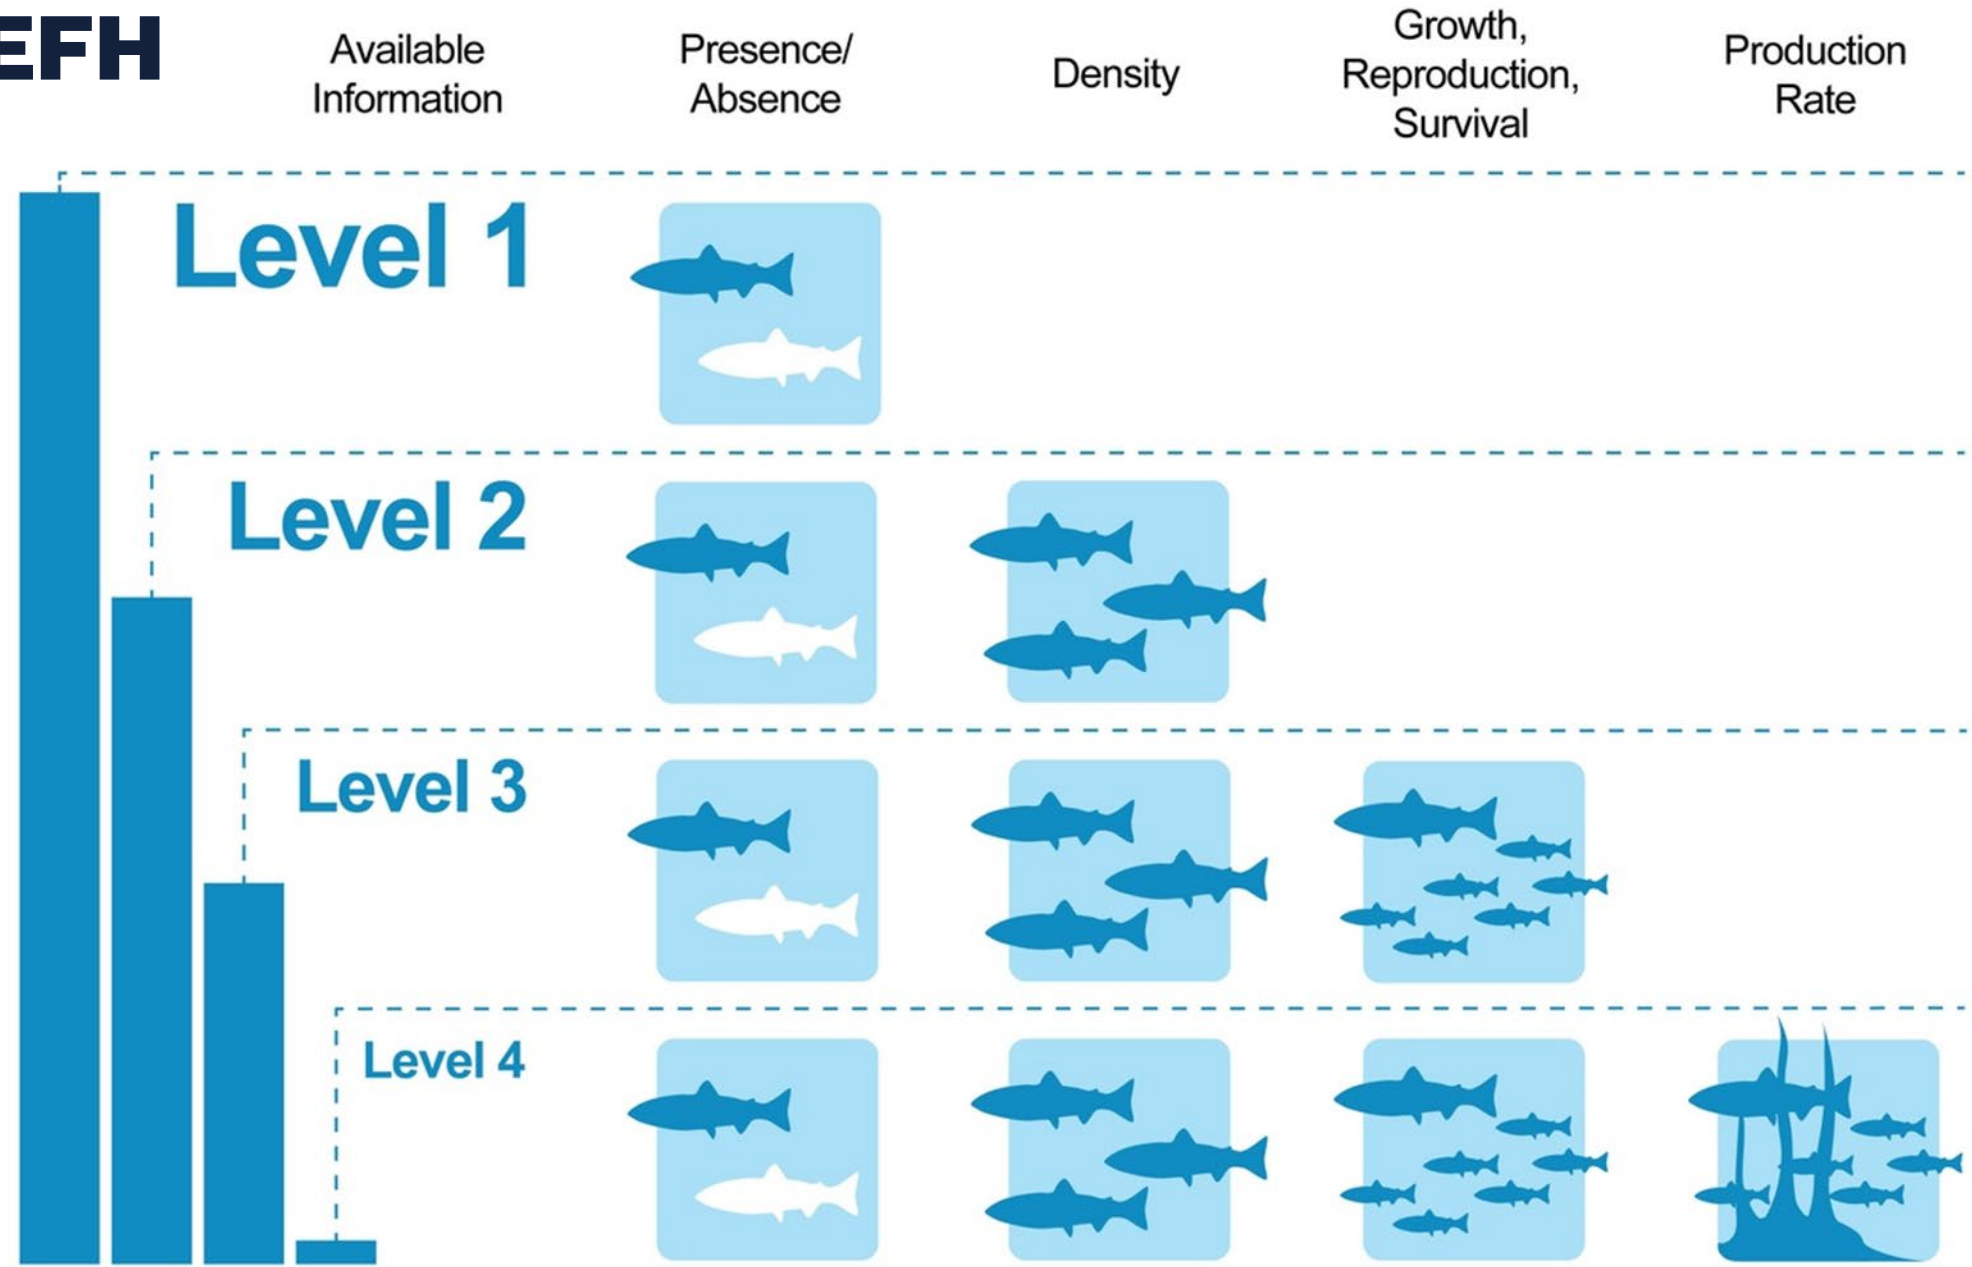 EFH
Available
Information
Presence/
Absence
Density
Growth,
Reproduction,
Survival
Production
Rate
Level 1
Level 2
Level 3
Level 4